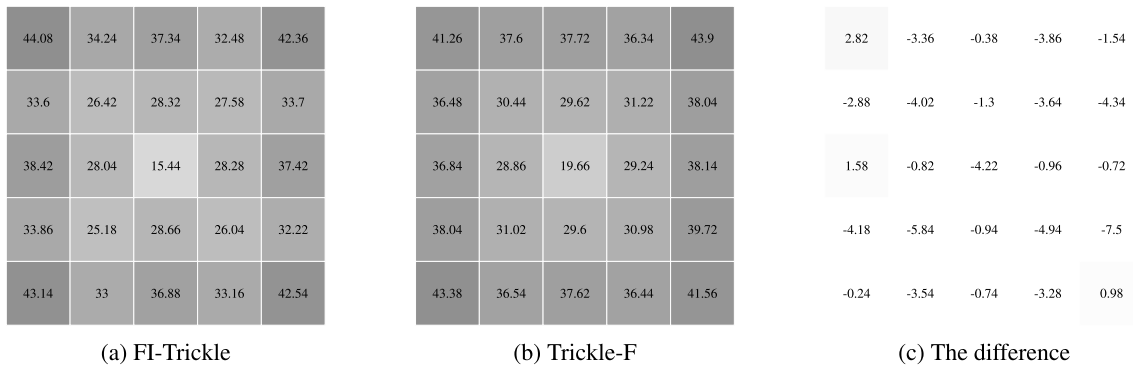 44.08 34.24 37.34 32.48 42.36 41.26 37.6 37.72 36.34 43.9 2.82 -3.36 -0.38 -3.86 -1.54
33.6 26.42 28.32 27.58 33.7 36.48 30.44 29.62 31.22 38.04 -2.88 -4.02 -1.3 -3.64 -4.34
38.42 28.04 15.44 28.28 37.42 36.84 28.86 19.66 29.24 38.14 1.58 -0.82 -4.22 -0.96 -0.72
33.86 25.18 28.66 26.04 32.22 38.04 31.02 29.6 30.98 39.72 -4.18 -5.84 -0.94 -4.94 -7.5
43.14 33 36.88 33.16 42.54 43.38 36.54 37.62 36.44 41.56 -0.24 -3.54 -0.74 -3.28 0.98
(a) FI-Trickle (b) Trickle-F (c) The difference